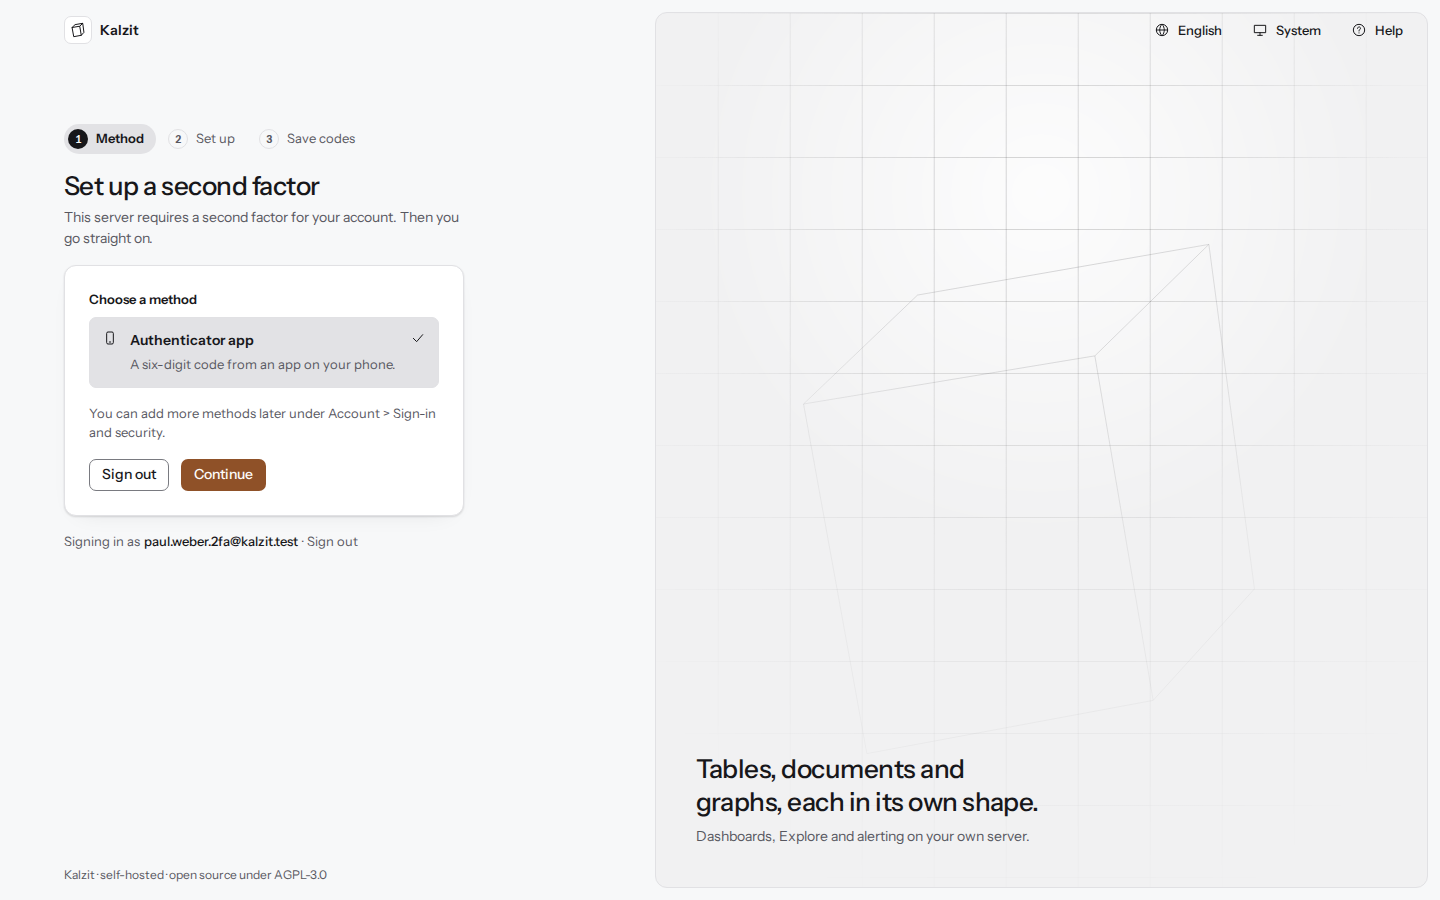 Kalzit
English
System
Help
1 Method
2 Set up
3 Save codes
Set up a second factor
This server requires a second factor for your account. Then you
go straight on.
Choose a method
Authenticator app
A six-digit code from an app on your phone.
You can add more methods later under Account > Sign-in
and security.
Sign out
Continue
Signing in as paul.weber.2fa@kalzit.test · Sign out
Tables, documents and
graphs, each in its own shape.
Dashboards, Explore and alerting on your own server.
Kalzit · self-hosted · open source under AGPL-3.0